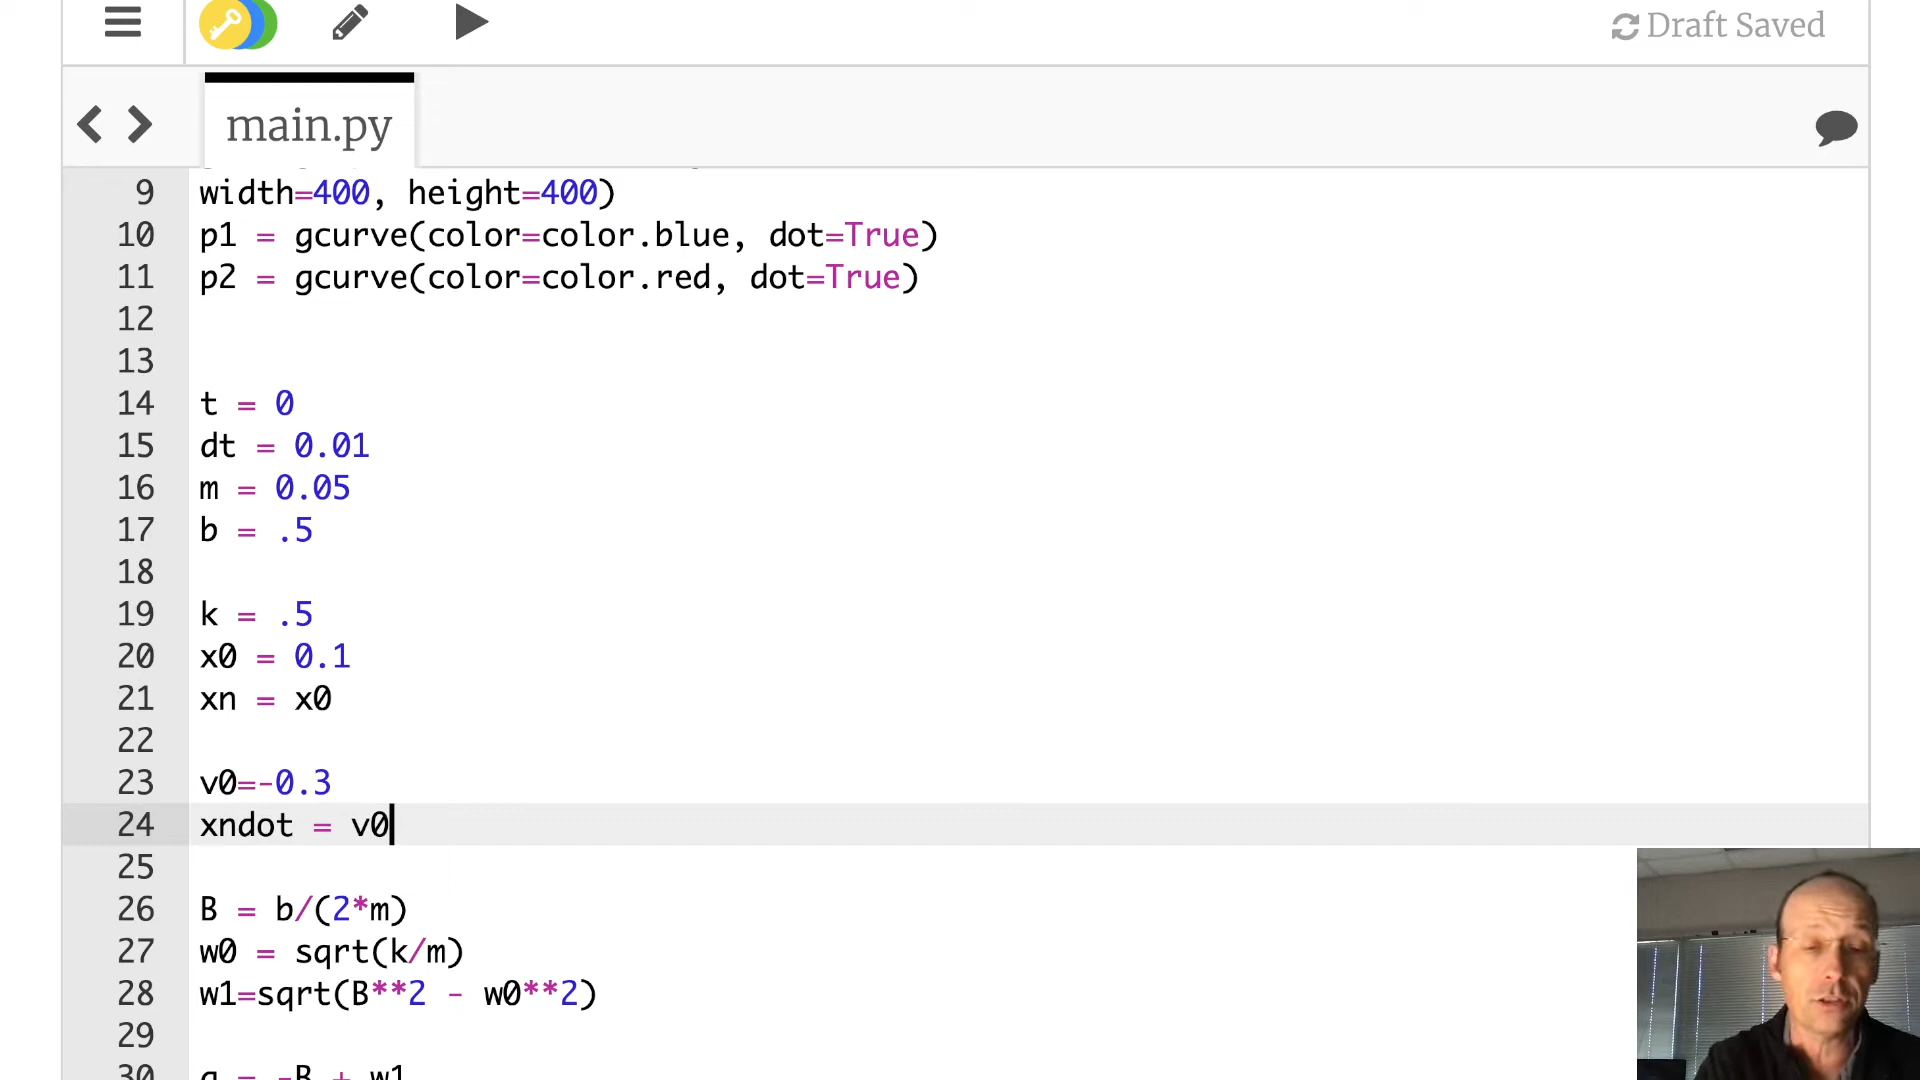 Draft Saved
main.py
9 width=400, height=400)
10 p1 = gcurve(color=color.blue, dot=True)
11 p2 = gcurve(color=color.red, dot=True)
12
13
14 t = 0
15 dt = 0.01
16 m = 0.05
17 b = .5
18
19 k = .5
20 x0 = 0.1
21 xn = x0
22
23 v0=-0.3
24 xndot = v0
25
26 B = b/(2*m)
27 w0 = sqrt(k/m)
28 w1=sqrt(B**2 - w0**2)
29
30 = -B + w1